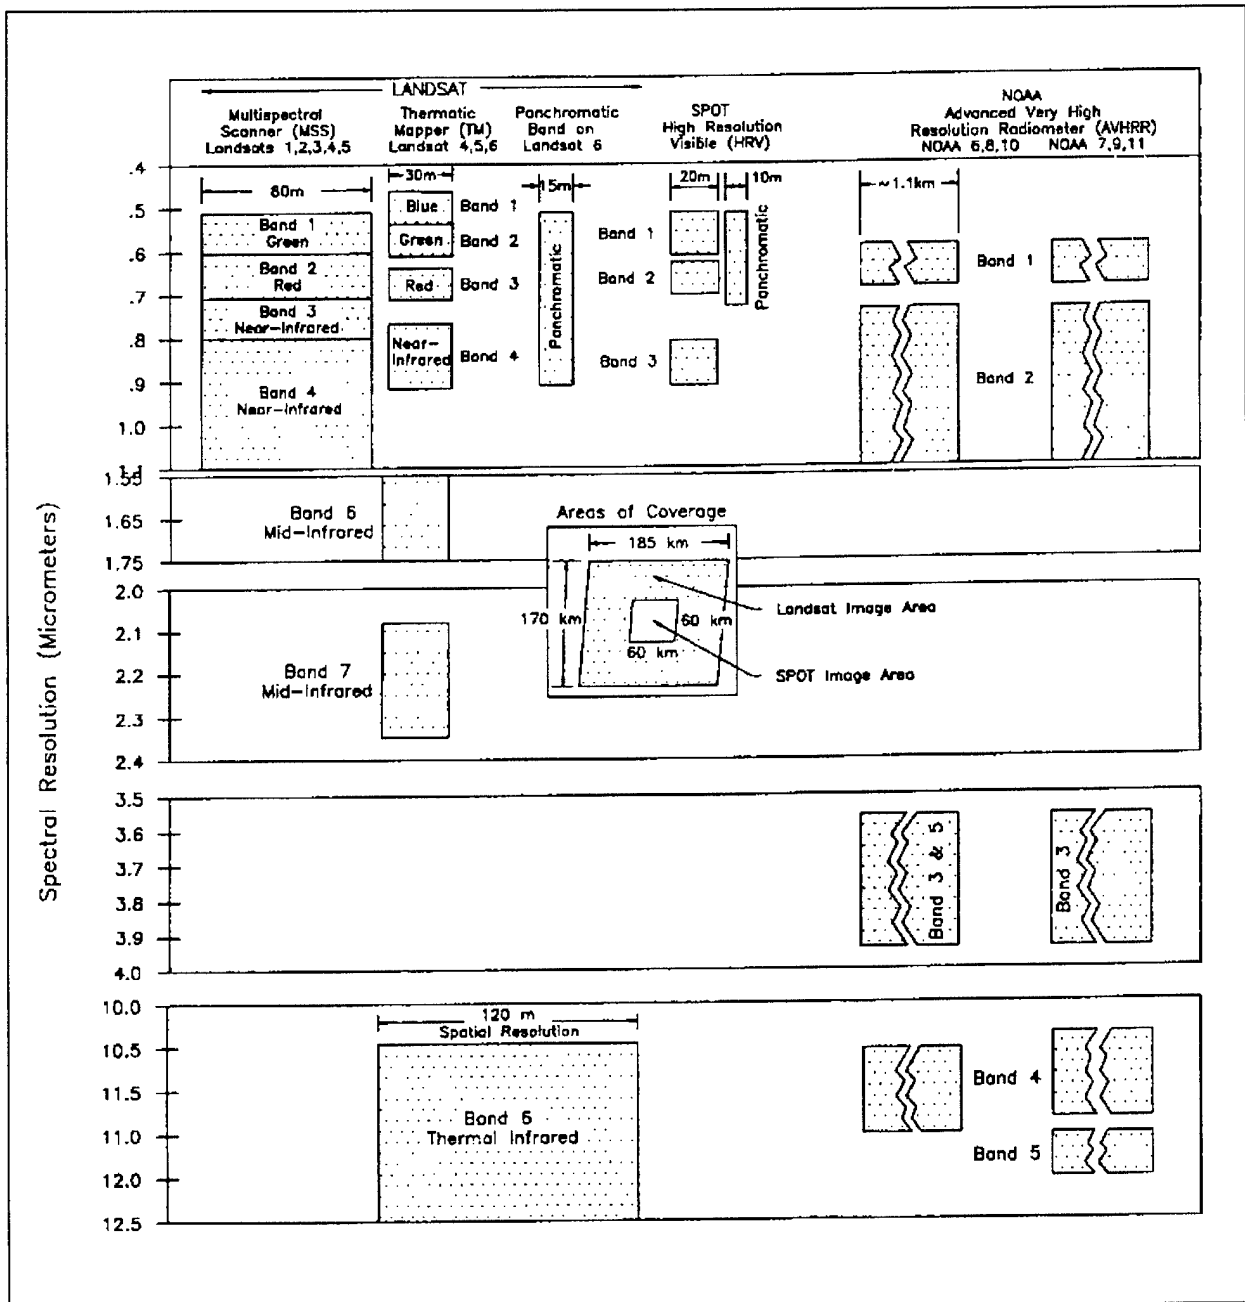 LANDSAT
Multispectral
Scanner (MSS)
Landsats 1,2,3,4,5
Thermatic
Mapper (TM)
Landsat 4,5,6
Panchromatic
Band on
Landsat 6
SPOT
High Resolution
Visible (HRV)
NOAA
Advanced Very High
Resolution Radiometer (AVHRR)
NOAA 6,8,10 NOAA 7,9,11
Spectral Resolution (Micrometers)
.4
.5
.6
.7
.8
.9
1.0
1.1
80m
30m
15m
20m
10m
~1.1km
Band 1
Green
Band 2
Red
Band 3
Near-Infrared
Band 4
Near-Infrared
Blue Band 1
Green Band 2
Red Band 3
Near-
Infrared
Band 4
Panchromatic
Band 1
Band 2
Band 3
Panchromatic
Band 1
Band 2
1.55
1.65
1.75
Band 6
Mid-Infrared
Areas of Coverage
185 km
170 km
60 km
60 km
Landsat Image Area
SPOT Image Area
2.0
2.1
2.2
2.3
2.4
Band 7
Mid-Infrared
3.5
3.6
3.7
3.8
3.9
4.0
Band 3 & 5
Band 3
10.0
10.5
11.5
11.0
12.0
12.5
120 m
Spatial Resolution
Band 6
Thermal Infrared
Band 4
Band 5